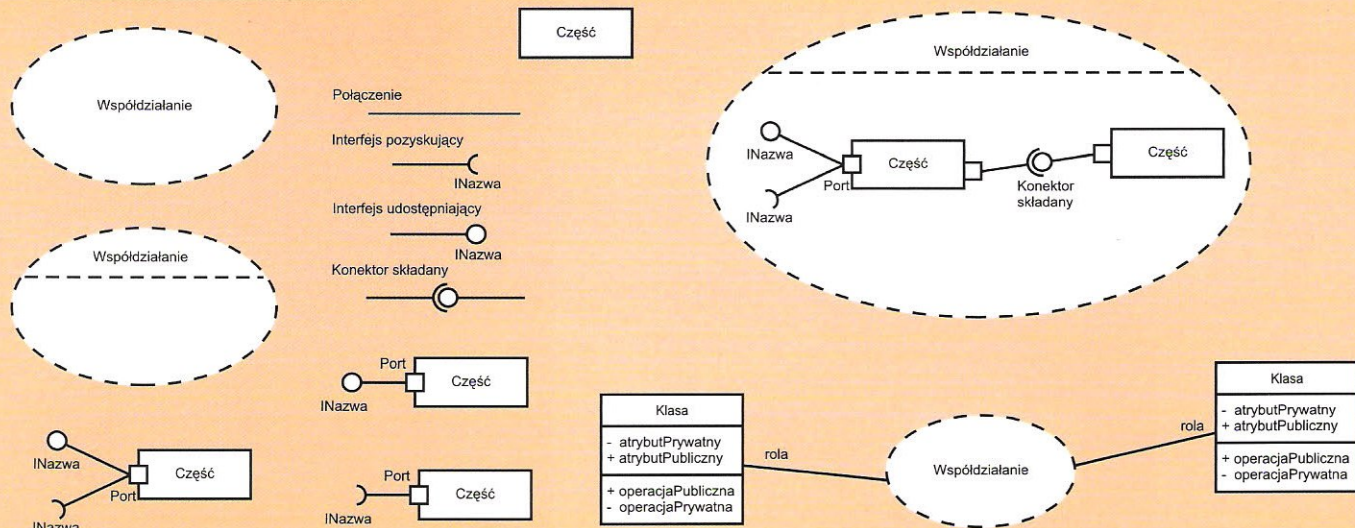 Współdziałanie
Współdziałanie
INazwa
INazwa
Port
Część
Część
Połączenie
Interfejs pozyskujący
INazwa
Interfejs udostępniający
INazwa
Konektor składany
Port
Część
INazwa
Port
Część
INazwa
Współdziałanie
INazwa
INazwa
Port
Część
Konektor
składany
Część
Klasa
- atrybutPrywatny
+ atrybutPubliczny
+ operacjaPubliczna
- operacjaPrywatna
rola
Współdziałanie
rola
Klasa
- atrybutPrywatny
+ atrybutPubliczny
+ operacjaPubliczna
- operacjaPrywatna